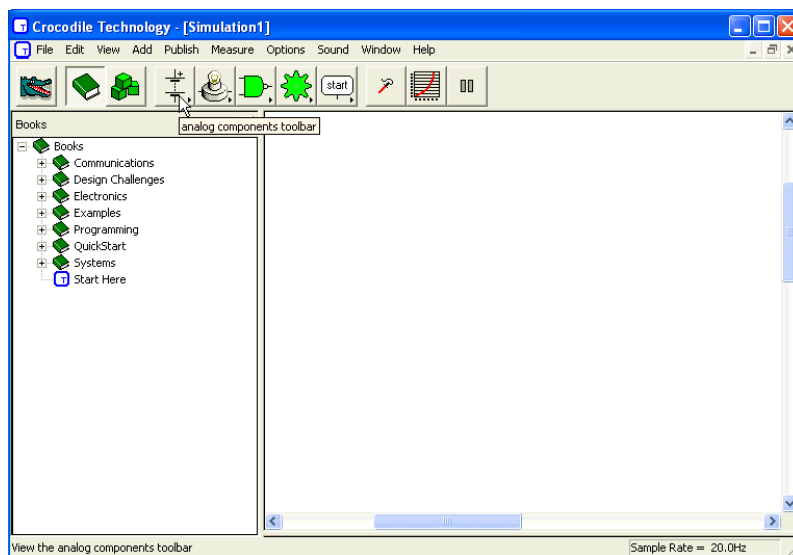 Crocodile Technology - [Simulation1]
T File Edit View Add Publish Measure Options Sound Window Help
start
Books
analog components toolbar
Books
Communications
Design Challenges
Electronics
Examples
Programming
QuickStart
Systems
T Start Here
View the analog components toolbar Sample Rate = 20.0Hz